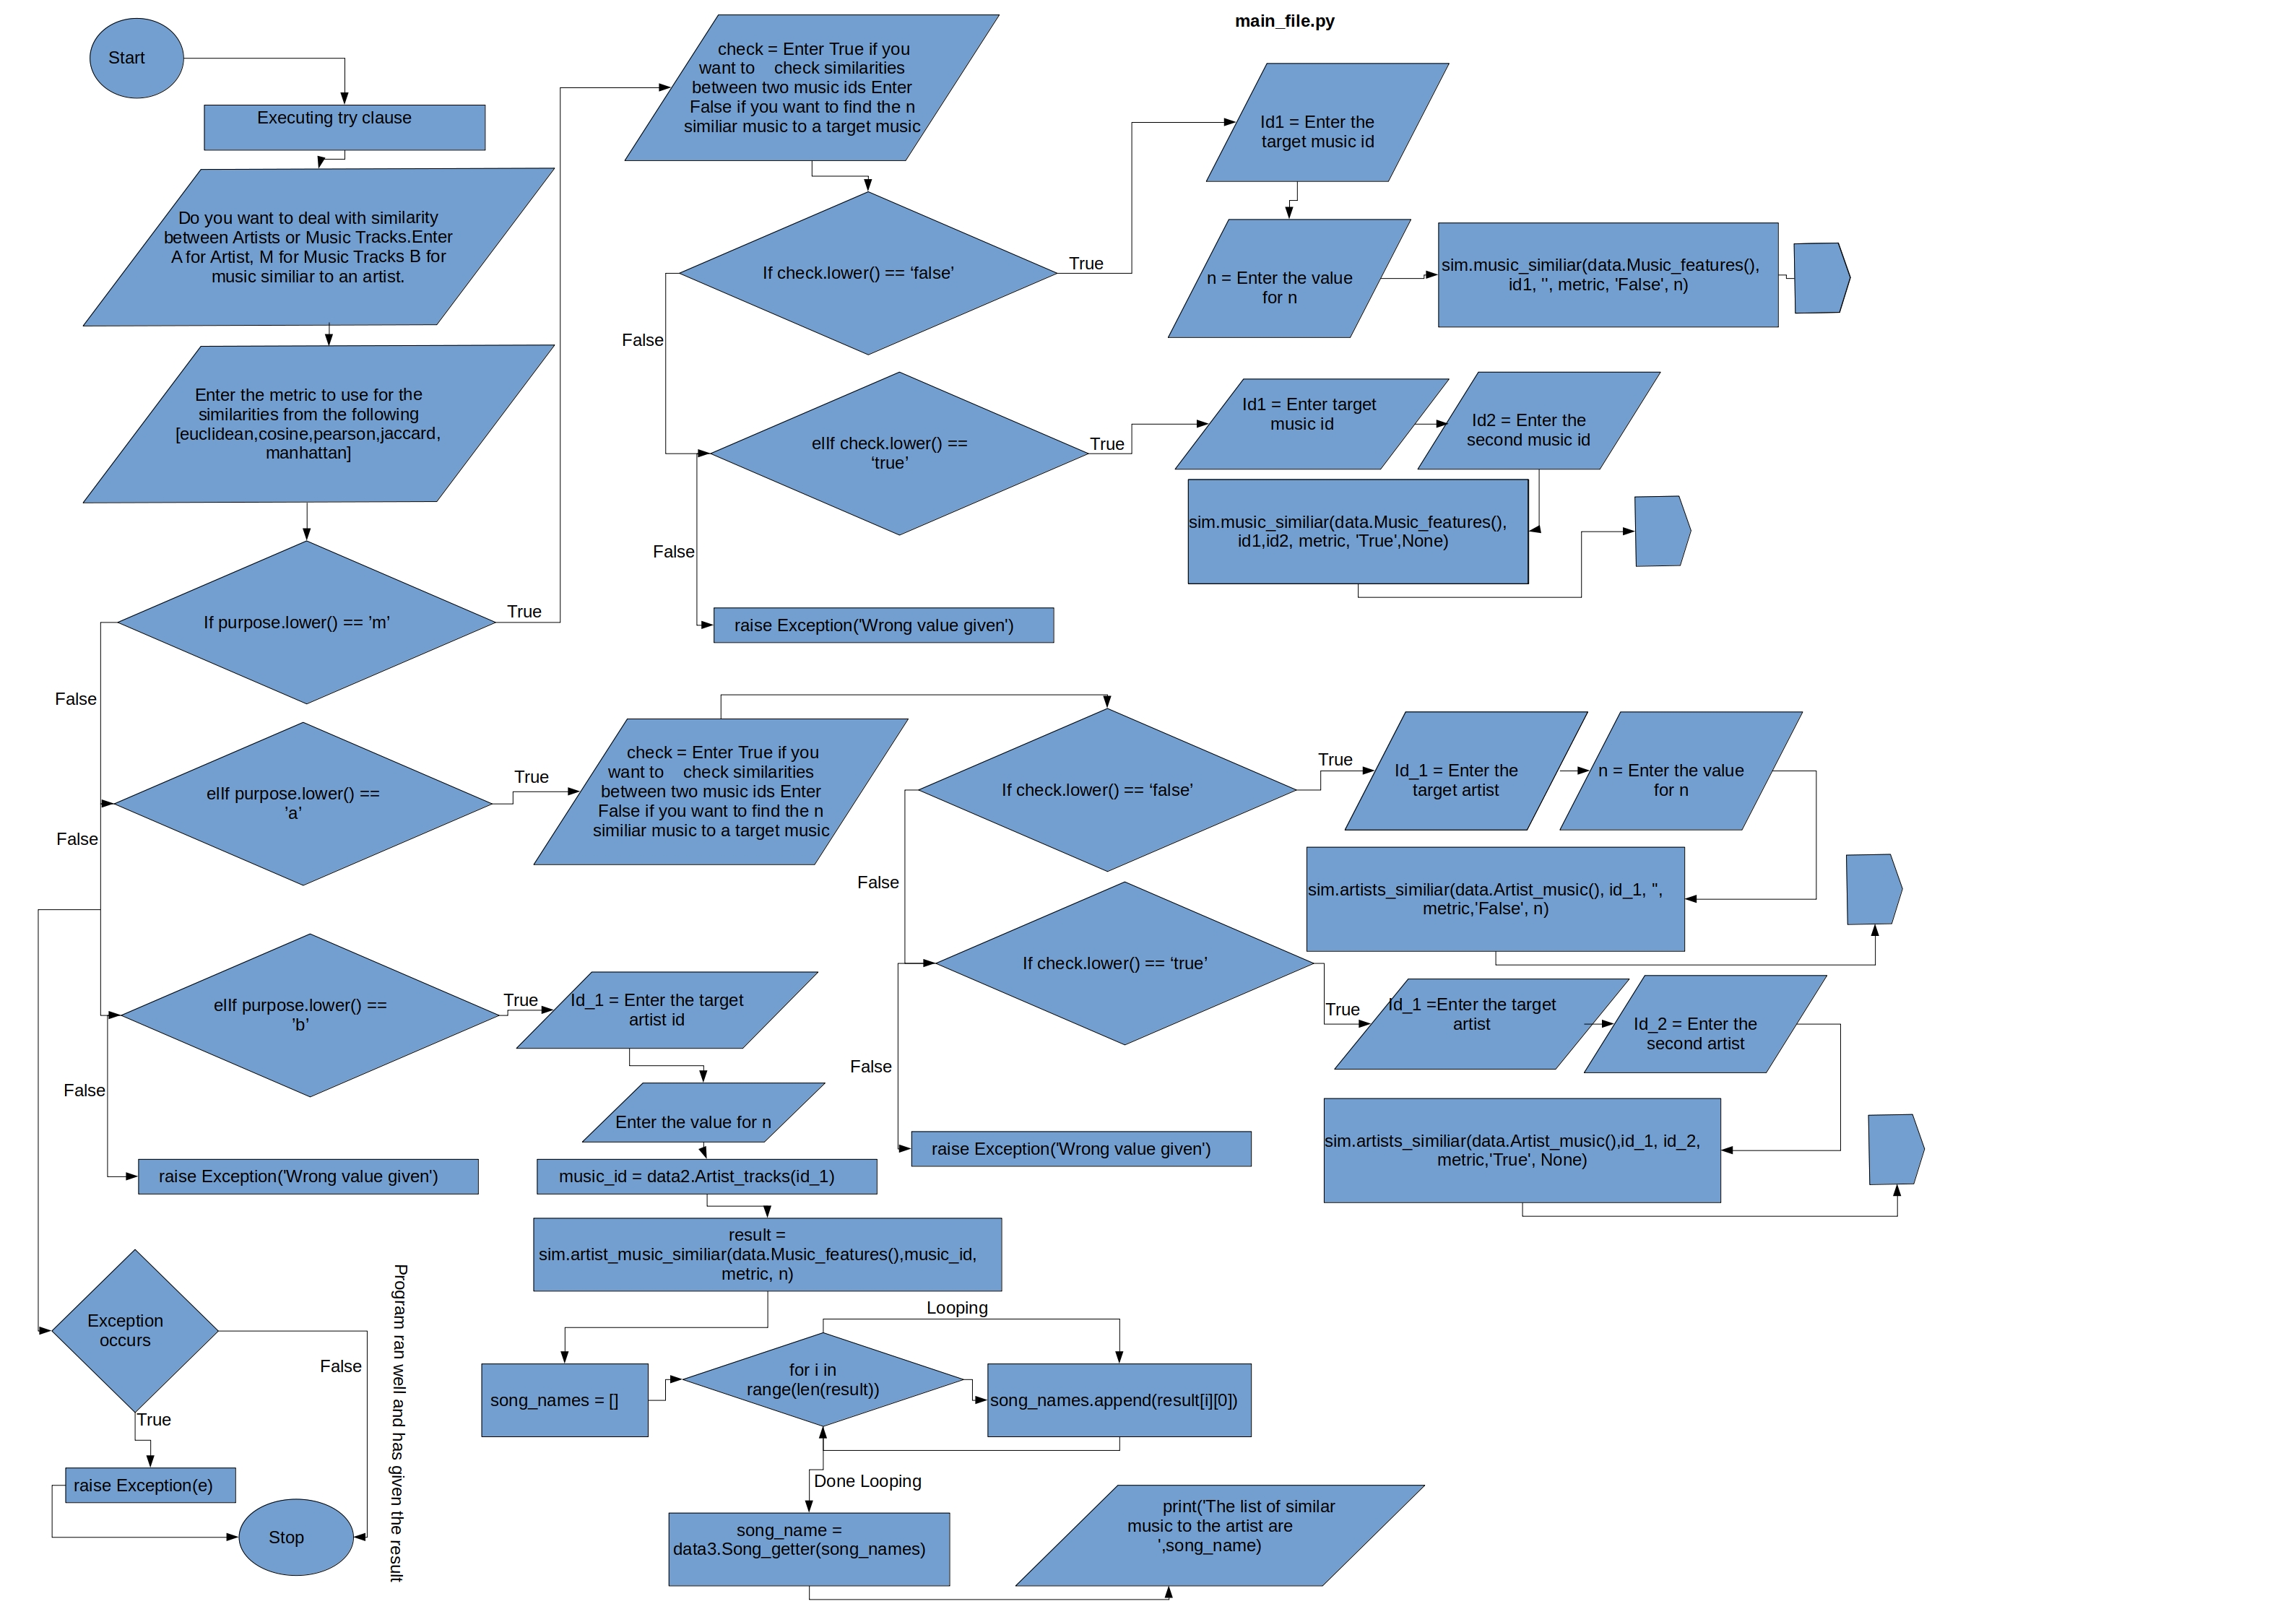 main_file.py
Start
Executing try clause
Do you want to deal with similarity
between Artists or Music Tracks.Enter
A for Artist, M for Music Tracks B for
music similiar to an artist.
Enter the metric to use for the
similarities from the following
[euclidean,cosine,pearson,jaccard,
manhattan]
If purpose.lower() == 'm'
True
False
check = Enter True if you
want to check similarities
between two music ids Enter
False if you want to find the n
similiar music to a target music
If check.lower() == ‘false’
True
False
Id1 = Enter the
target music id
n = Enter the value
for n
sim.music_similiar(data.Music_features(),
id1, '', metric, 'False', n)
elIf check.lower() ==
‘true’
True
False
Id1 = Enter target
music id
Id2 = Enter the
second music id
sim.music_similiar(data.Music_features(),
id1,id2, metric, 'True',None)
raise Exception('Wrong value given')
elIf purpose.lower() ==
’a’
True
False
check = Enter True if you
want to check similarities
between two music ids Enter
False if you want to find the n
similiar music to a target music
If check.lower() == ‘false’
True
False
Id_1 = Enter the
target artist
n = Enter the value
for n
sim.artists_similiar(data.Artist_music(), id_1, '',
metric,'False', n)
If check.lower() == ‘true’
True
False
Id_1 =Enter the target
artist
Id_2 = Enter the
second artist
sim.artists_similiar(data.Artist_music(),id_1, id_2,
metric,'True', None)
raise Exception('Wrong value given')
elIf purpose.lower() ==
’b’
True
False
Id_1 = Enter the target
artist id
Enter the value for n
music_id = data2.Artist_tracks(id_1)
result =
sim.artist_music_similiar(data.Music_features(),music_id,
metric, n)
raise Exception('Wrong value given')
song_names = []
for i in
range(len(result))
Looping
song_names.append(result[i][0])
Done Looping
song_name =
data3.Song_getter(song_names)
print('The list of similar
music to the artist are
',song_name)
Exception
occurs
True
False
raise Exception(e)
Stop
Program ran well and has given the result